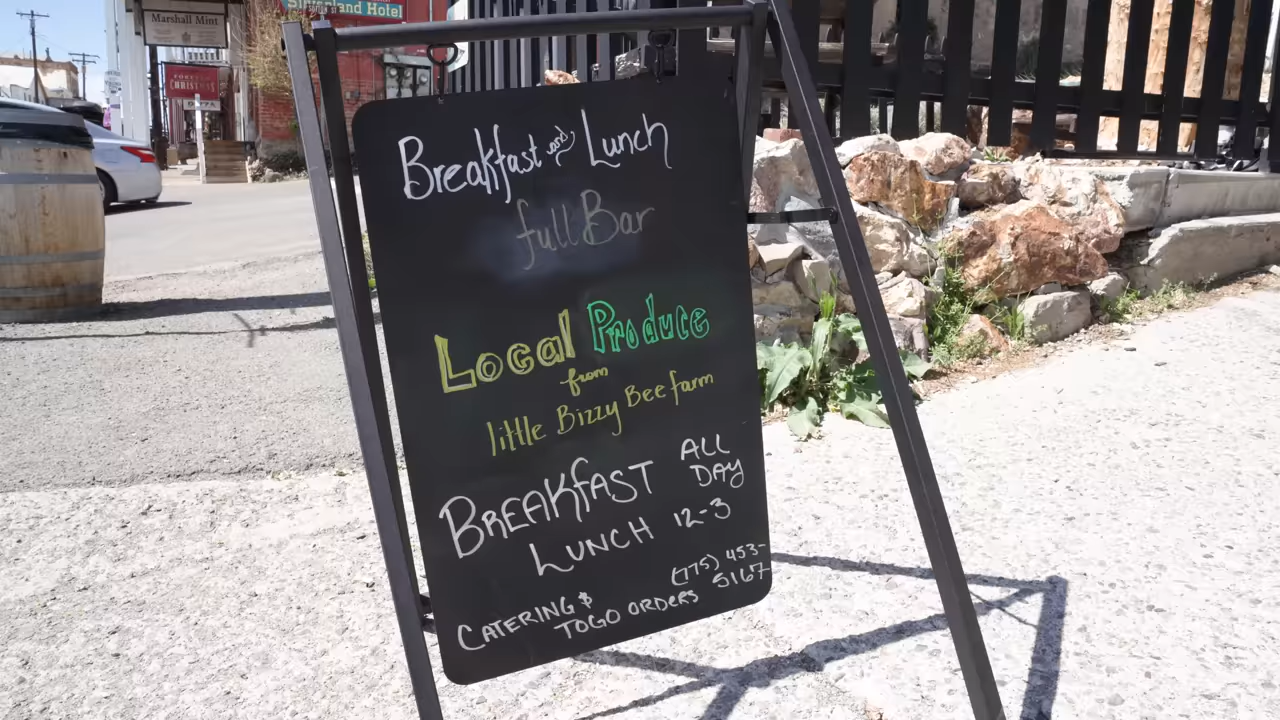 Silverland Hotel
Marshall Mint
CHRISTMAS
Breakfast and Lunch
full Bar
Local Produce
from
little Bizzy Bee farm
BREAKfAST ALL DAY
LUNCH 12-3
CATERING & TOGO ORDERS (775) 453-5167